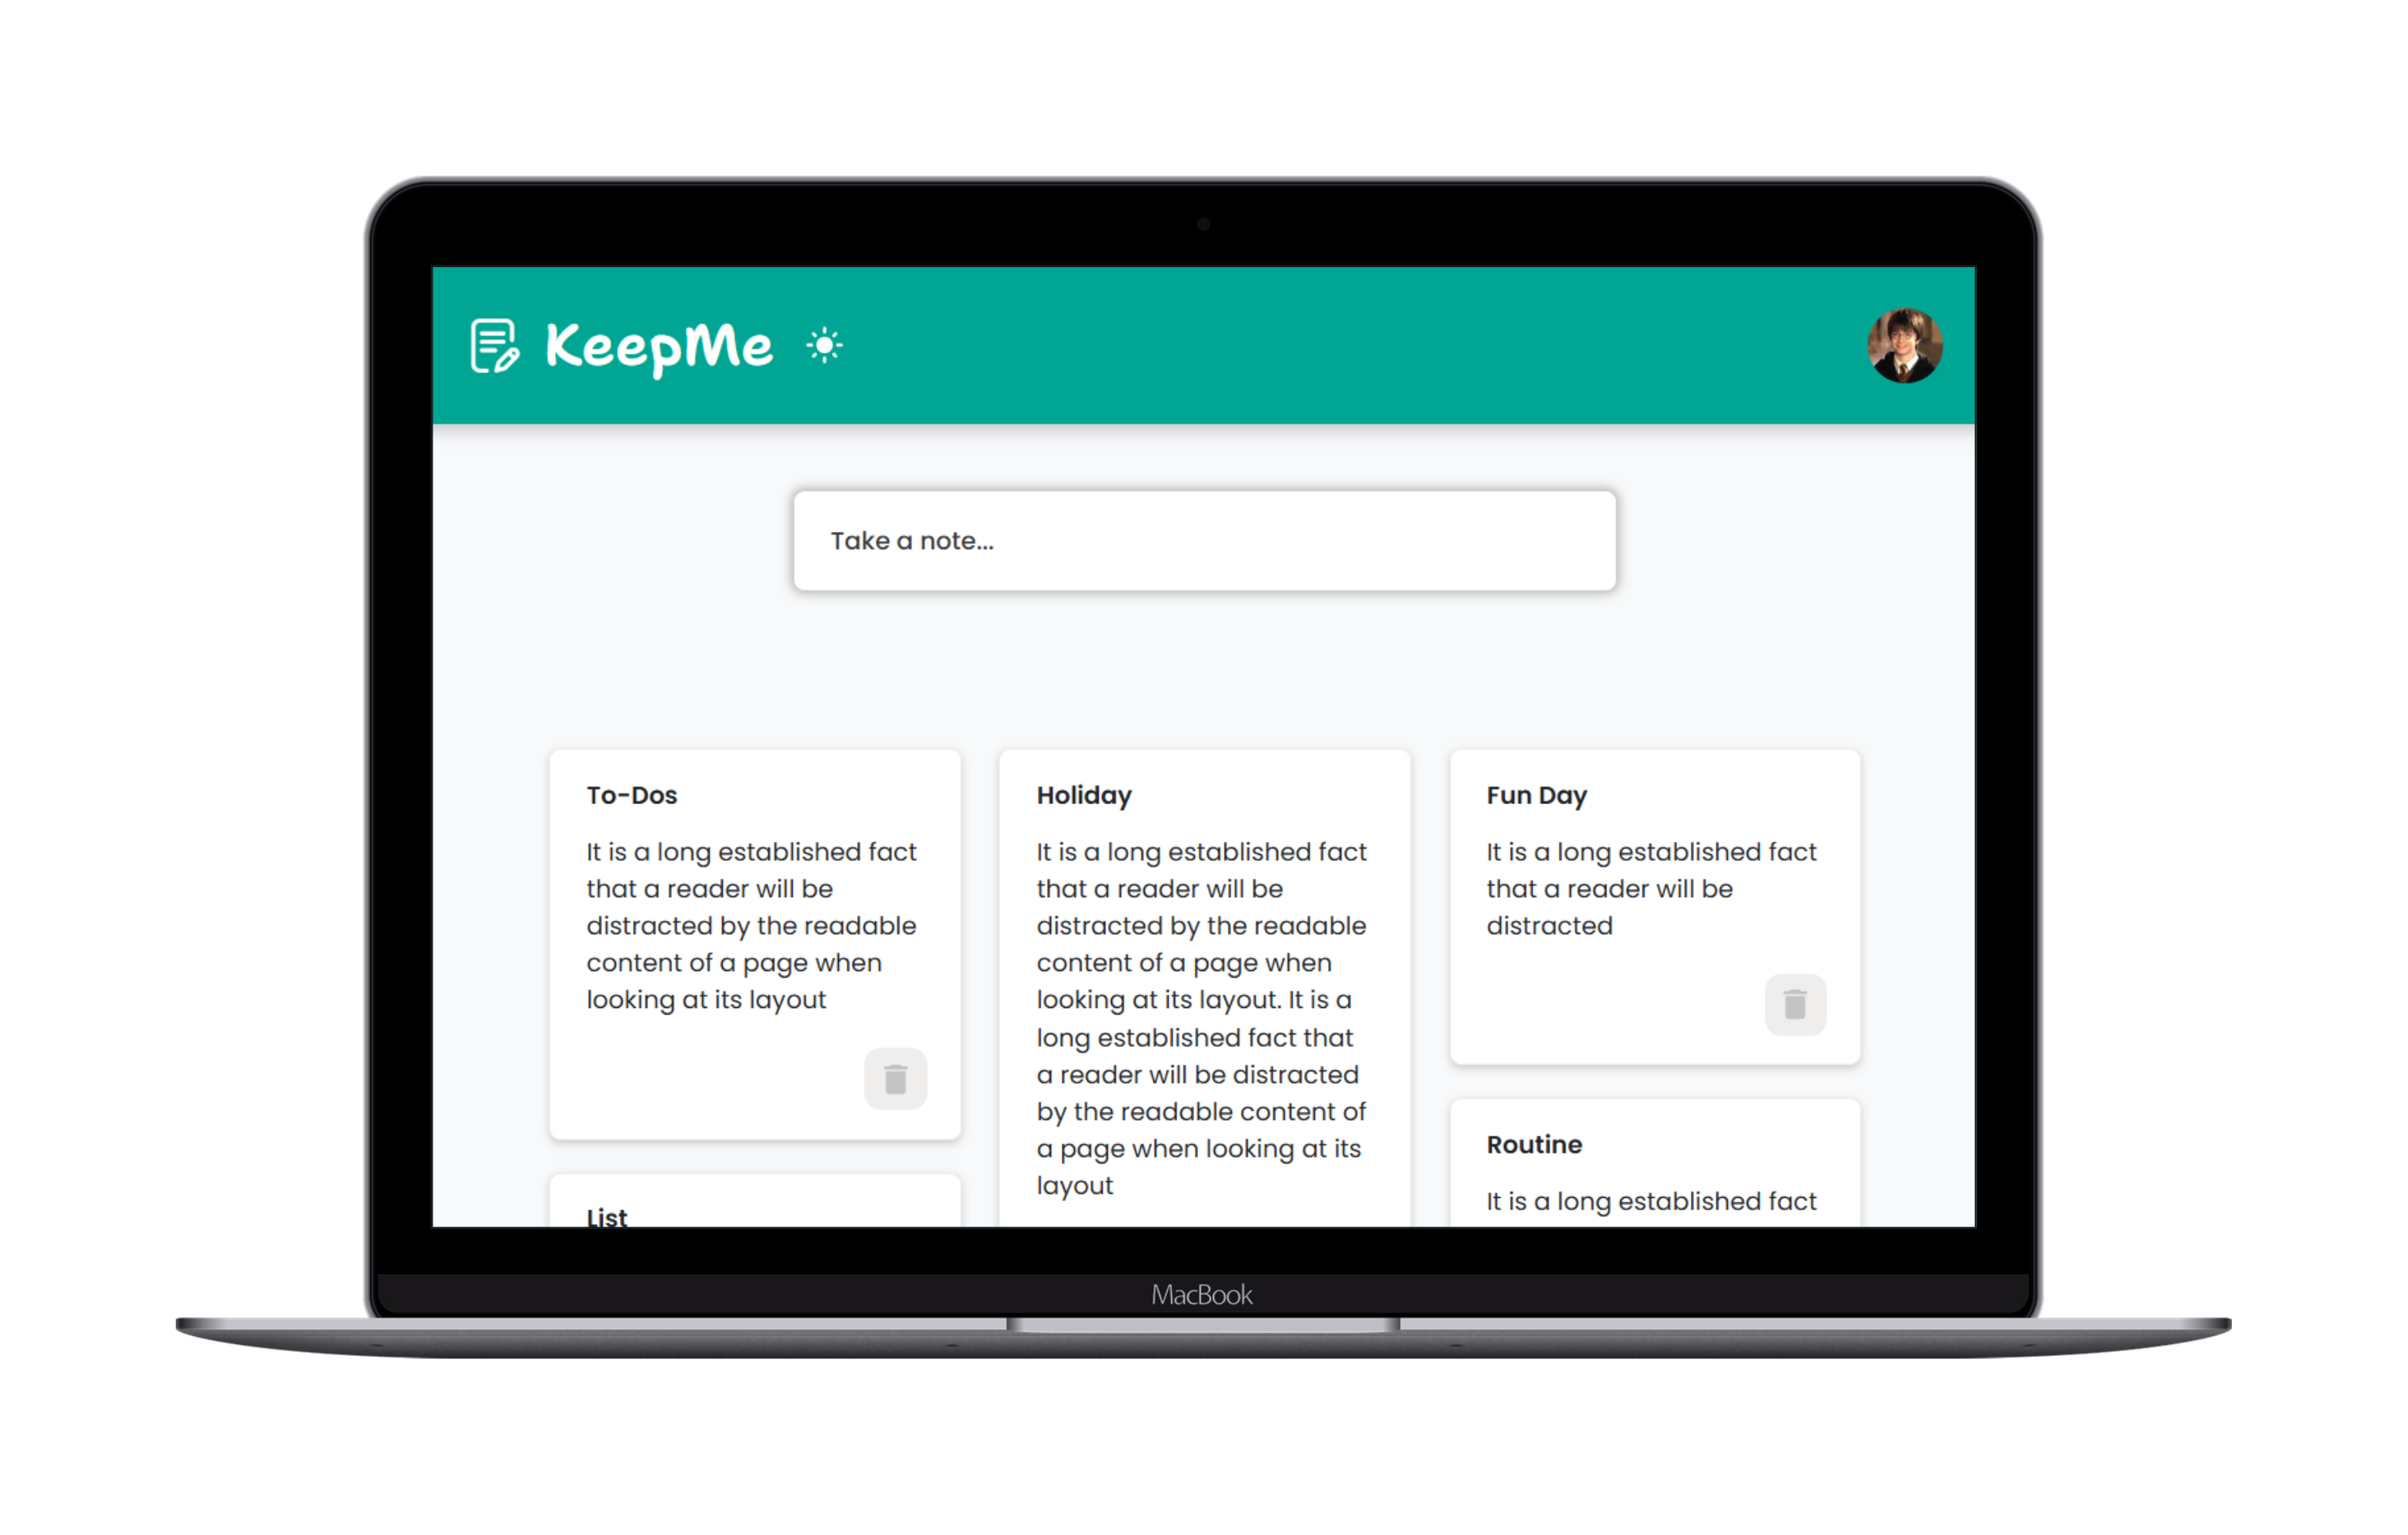 KeepMe
Take a note...
To-Dos
It is a long established fact
that a reader will be
distracted by the readable
content of a page when
looking at its layout
List
Holiday
It is a long established fact
that a reader will be
distracted by the readable
content of a page when
looking at its layout. It is a
long established fact that
a reader will be distracted
by the readable content of
a page when looking at its
layout
Fun Day
It is a long established fact
that a reader will be
distracted
Routine
It is a long established fact
MacBook